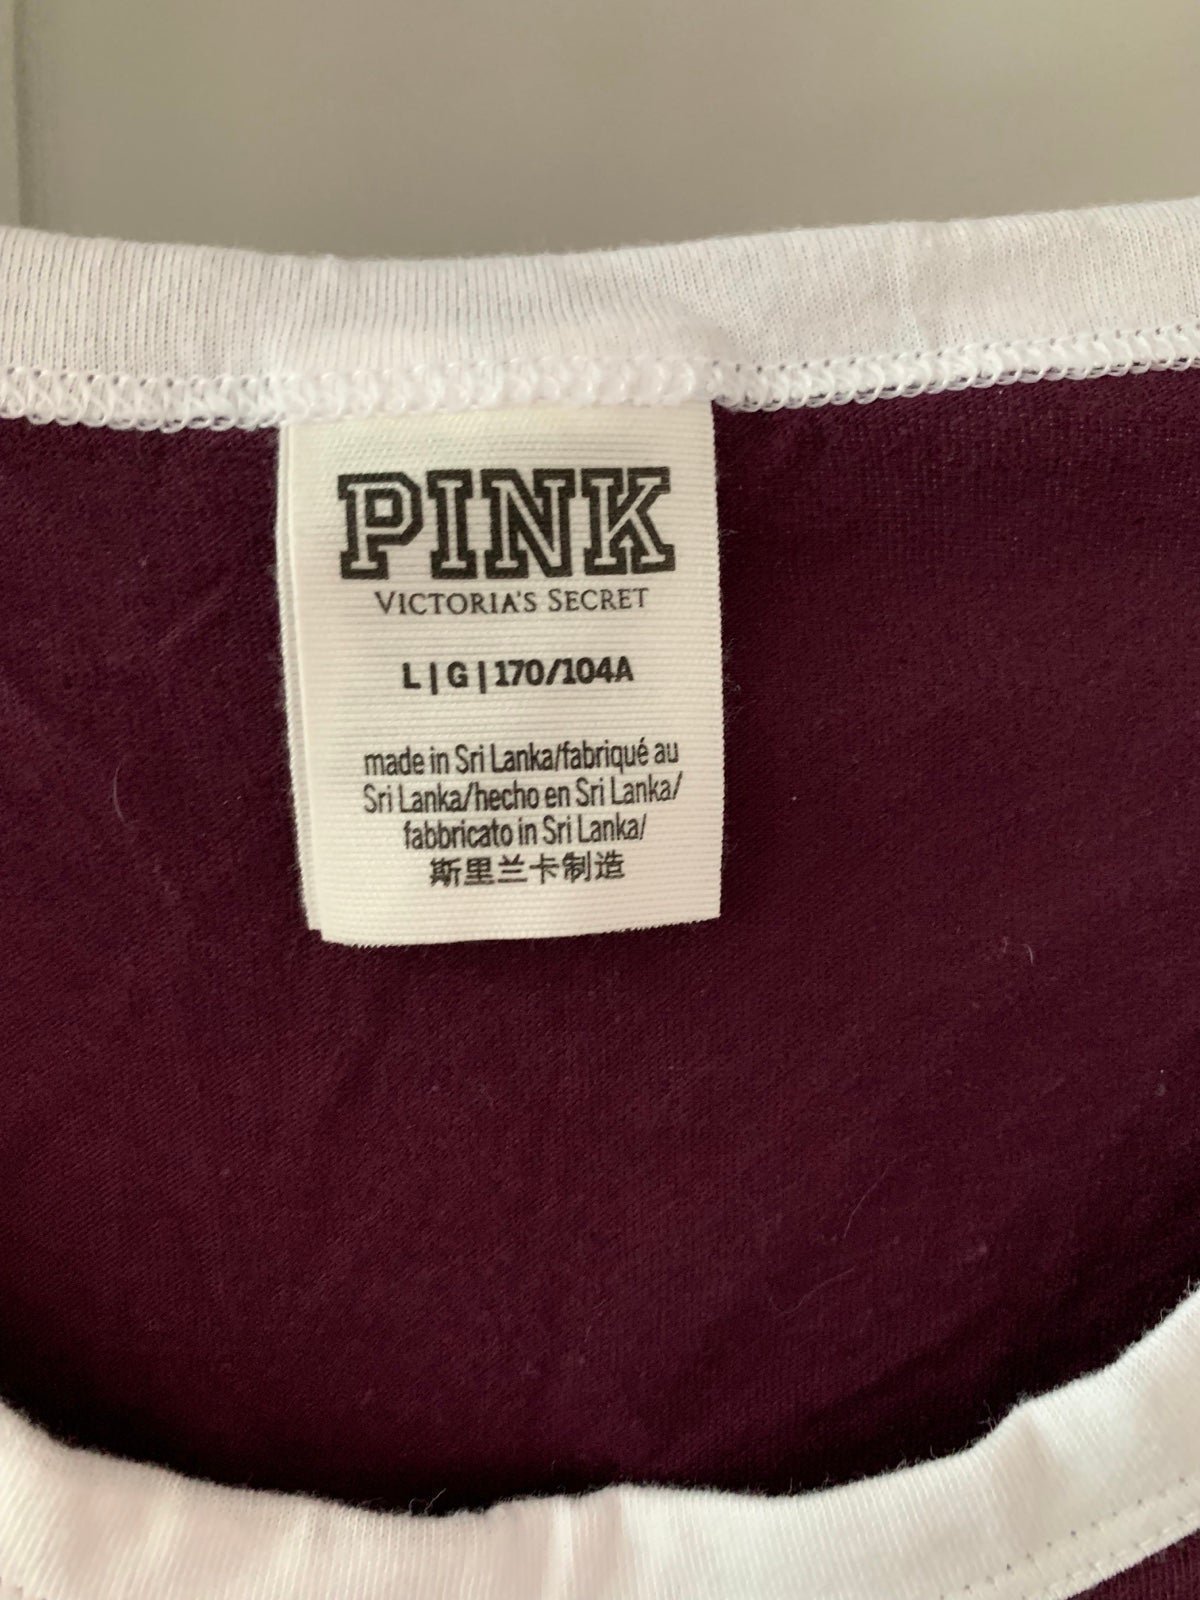 PINK
VICTORIA'S SECRET
L | G | 170/104A
made in Sri Lanka/fabriqué au
Sri Lanka/hecho en Sri Lanka/
fabbricato in Sri Lanka/
斯里兰卡制造